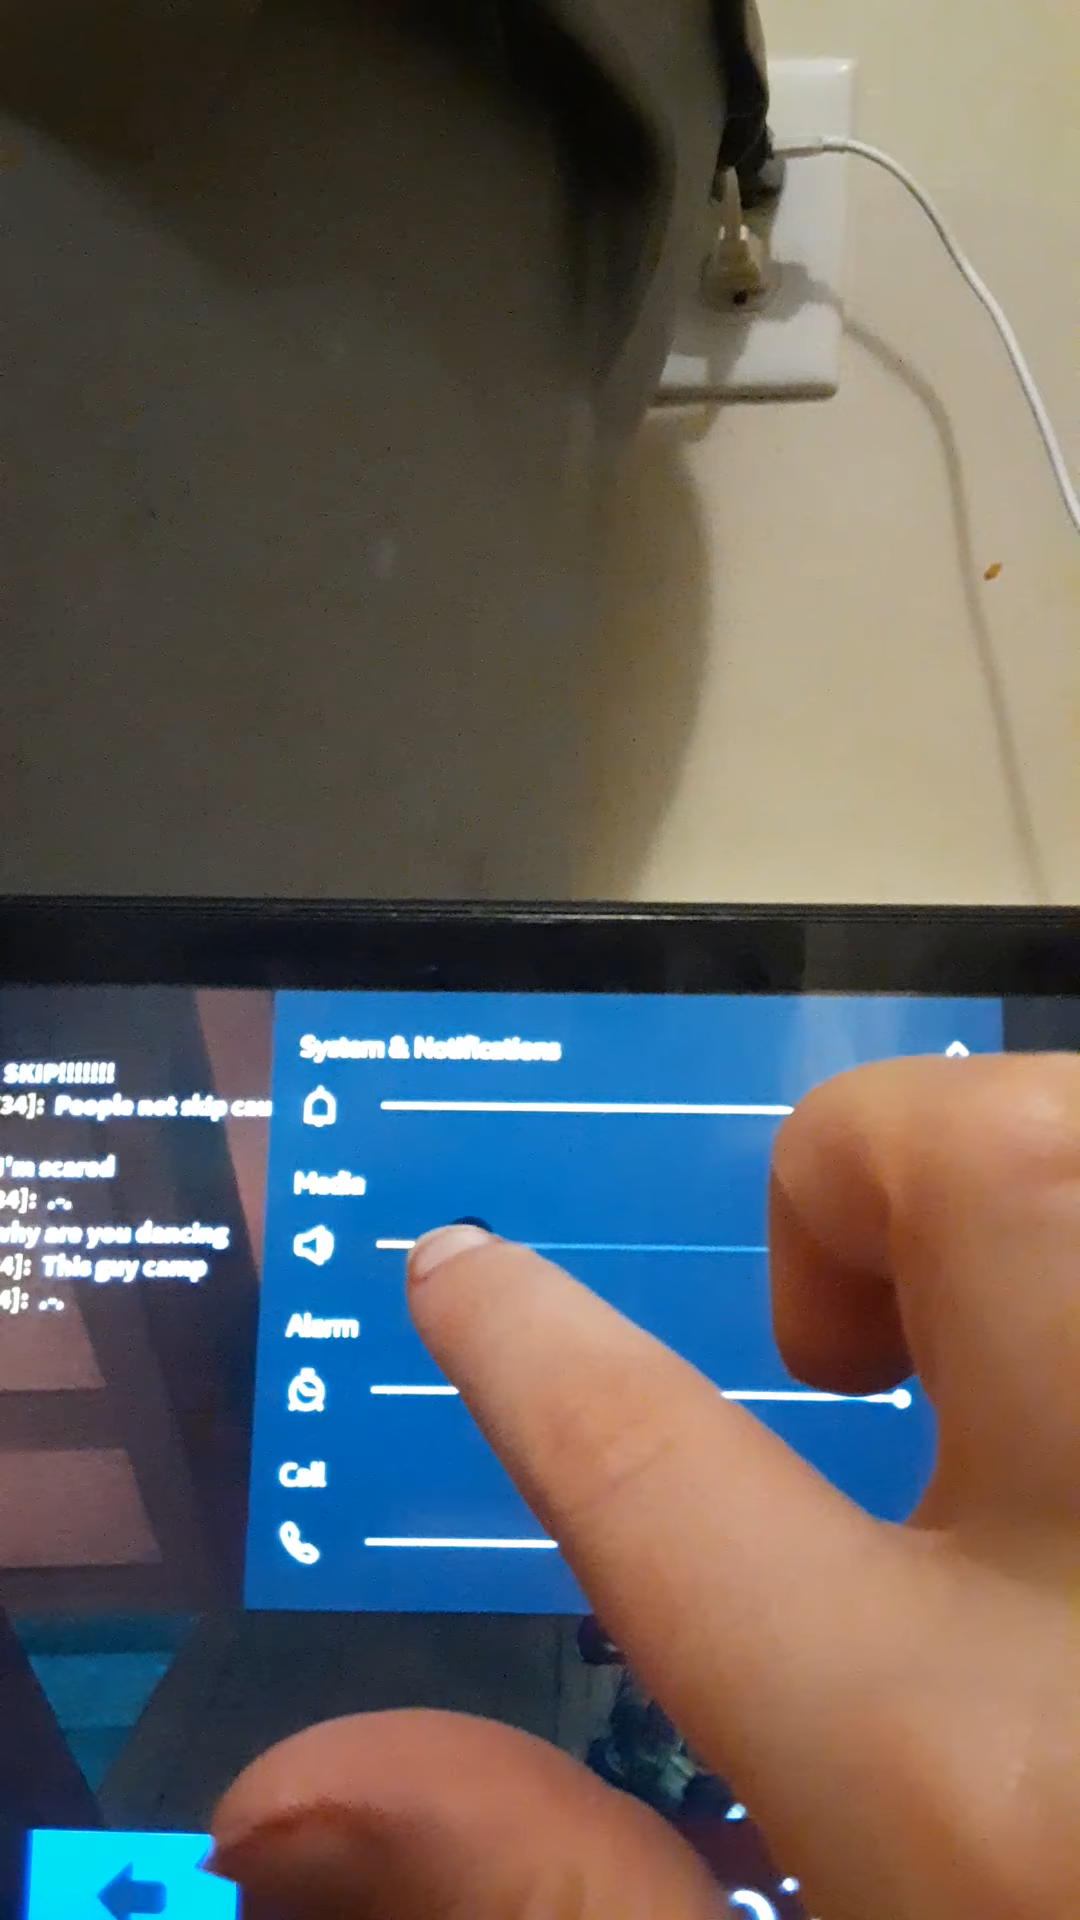 SKIP!!!!!!!
34]: People not skip cau
I'm scared
34]: .-.
why are you dancing
4]: This guy camp
4]: .-.
System & Notifications
Media
Alarm
Call